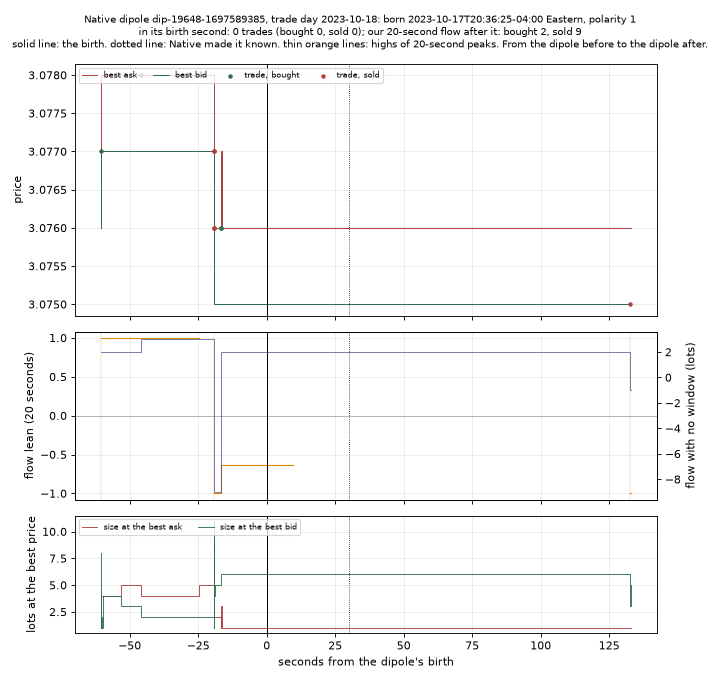 Native dipole dip-19648-1697589385, trade day 2023-10-18: born 2023-10-17T20:36:25-04:00 Eastern, polarity 1
in its birth second: 0 trades (bought 0, sold 0); our 20-second flow after it: bought 2, sold 9
solid line: the birth. dotted line: Native made it known. thin orange lines: highs of 20-second peaks. From the dipole before to the dipole after.
best ask
best bid
trade, bought
trade, sold
price
3.0780
3.0775
3.0770
3.0765
3.0760
3.0755
3.0750
flow lean (20 seconds)
1.0
0.5
0.0
−0.5
−1.0
flow with no window (lots)
2
0
−2
−4
−6
−8
size at the best ask
size at the best bid
lots at the best price
10.0
7.5
5.0
2.5
−50
−25
0
25
50
75
100
125
seconds from the dipole's birth